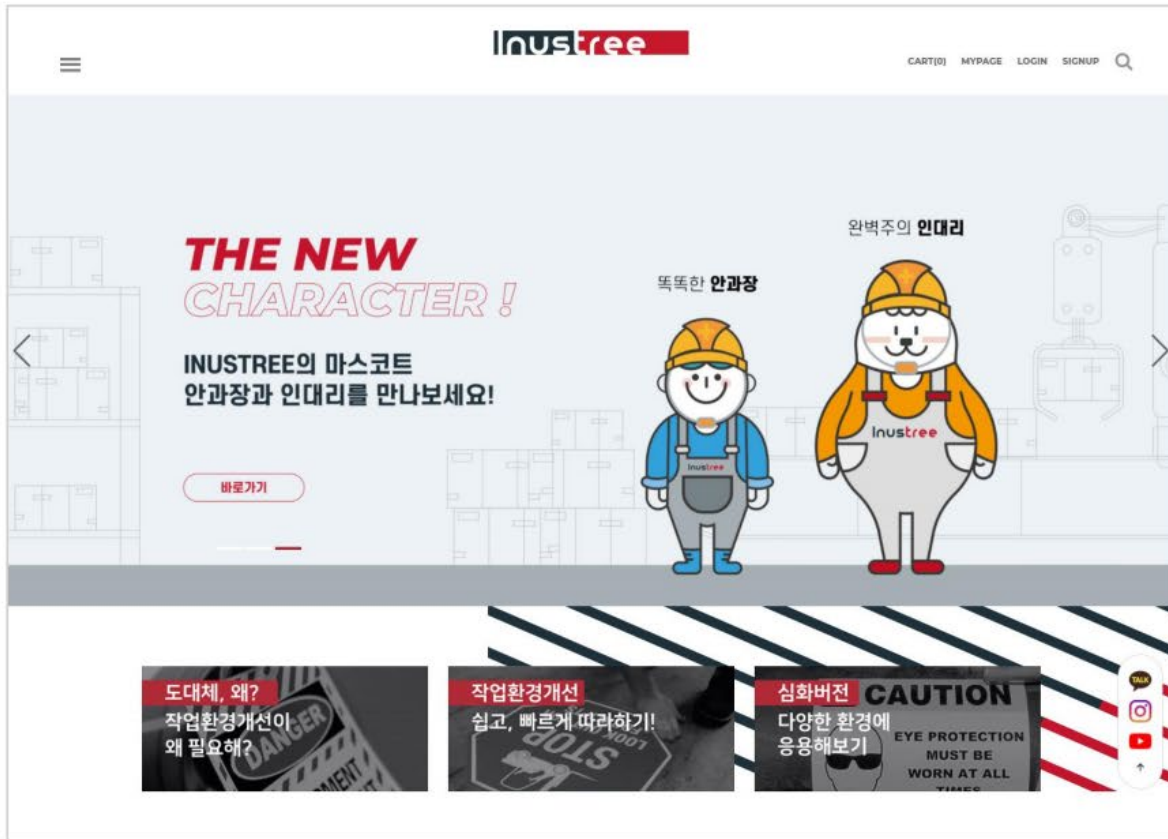 Inustree
CART(0) MYPAGE LOGIN SIGNUP
THE NEW
CHARACTER !
INUSTREE의 마스코트
안과장과 인대리를 만나보세요!
바로가기
똑똑한 안과장
완벽주의 인대리
Inustree
Inustree
도대체, 왜?
작업환경개선이
왜 필요해?
DANGER
작업환경개선
쉽고, 빠르게 따라하기!
STOP
심화버전
다양한 환경에
응용해보기
CAUTION
EYE PROTECTION
MUST BE
WORN AT ALL
TIMES
TALK